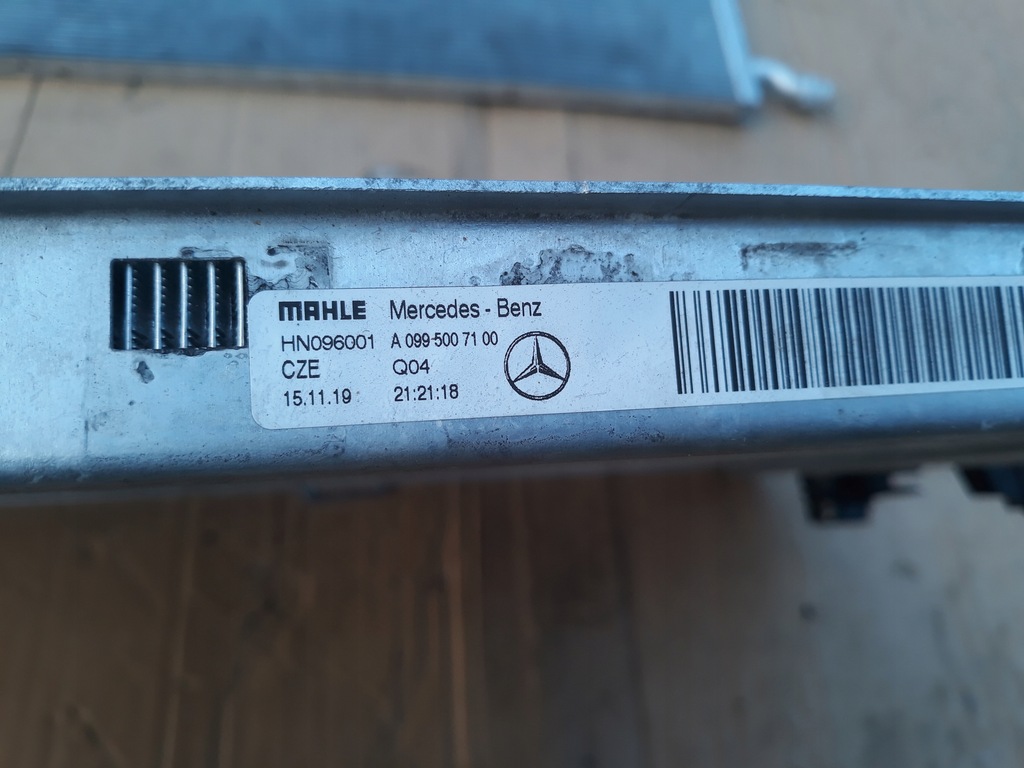 MAHLE Mercedes - Benz
HN096001 A 099 500 71 00
CZE Q04
15.11.19 21:21:18